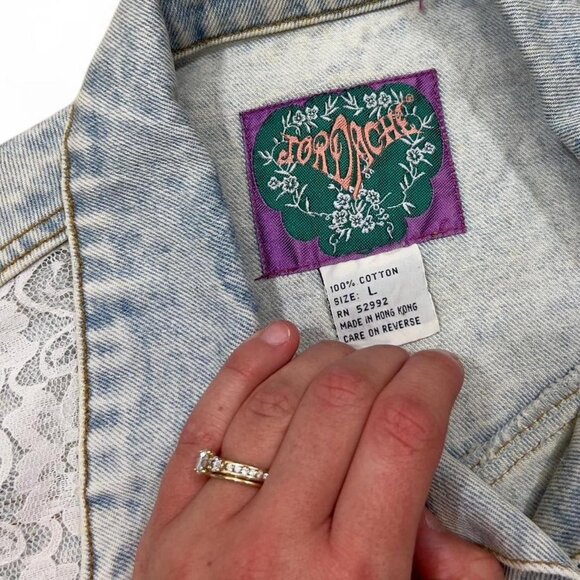 JORDACHE®
100% COTTON
SIZE: L
RN 52992
MADE IN HONG KONG
CARE ON REVERSE